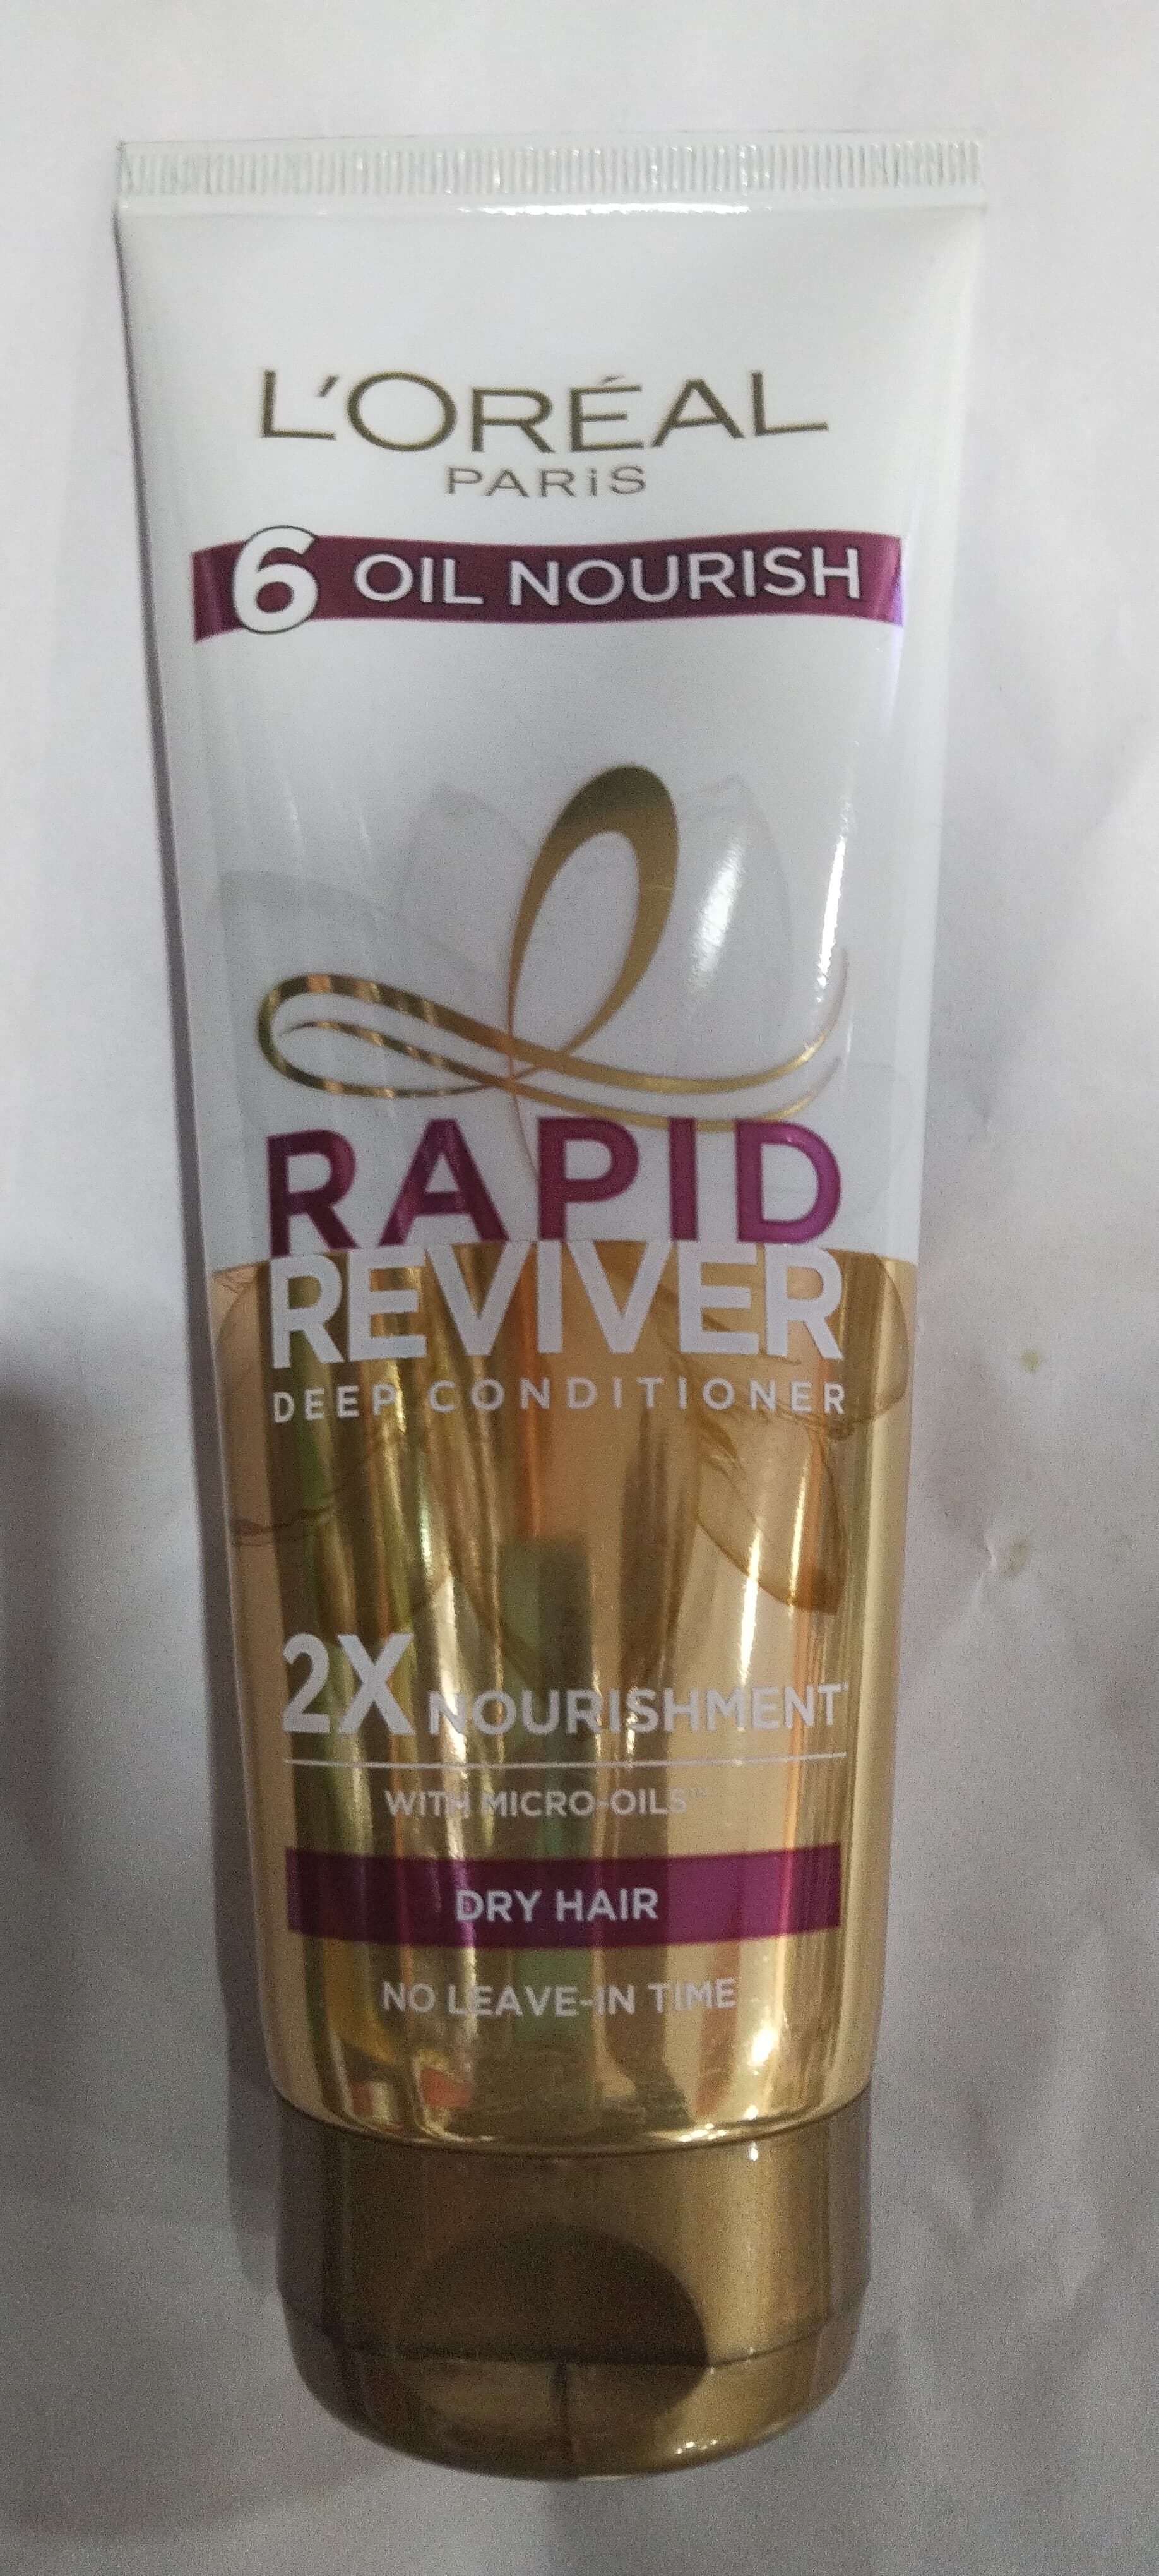 L'ORÉAL
PARiS
6 OIL NOURISH
RAPID
REVIVER
DEEP CONDITIONER
2X NOURISHMENT*
WITH MICRO-OILS™
DRY HAIR
NO LEAVE-IN TIME